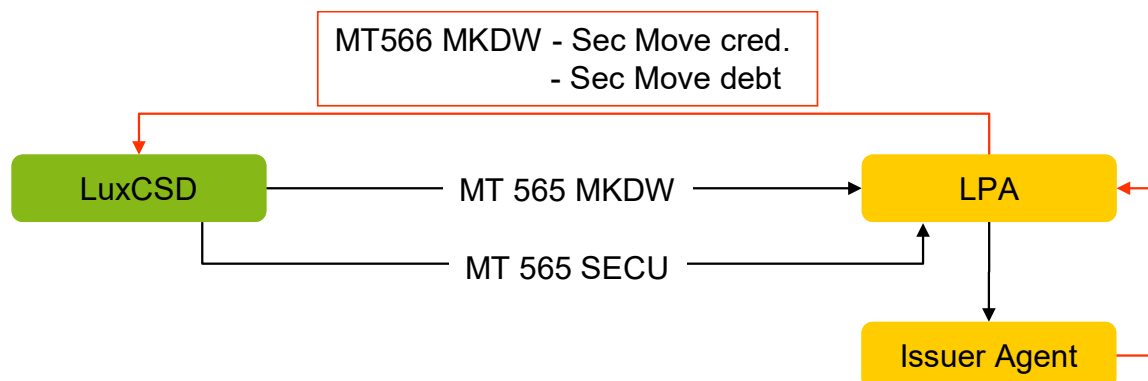 MT566 MKDW - Sec Move cred.
- Sec Move debt
LuxCSD
MT 565 MKDW
LPA
MT 565 SECU
Issuer Agent